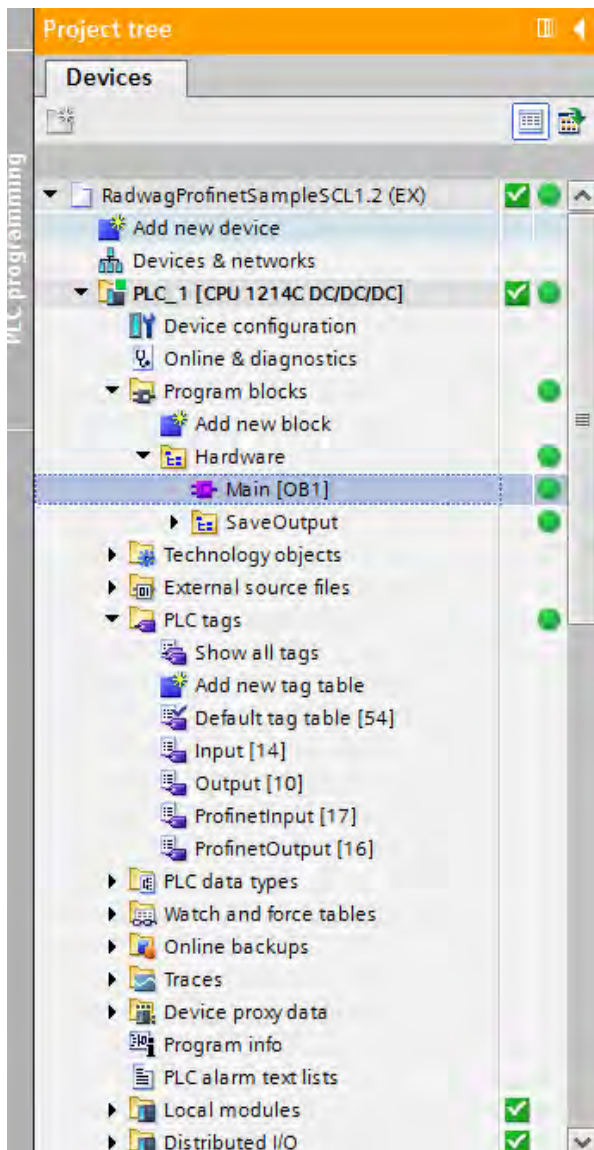 Project tree
Devices
PLC programming
RadwagProfinetSampleSCL1.2 (EX)
Add new device
Devices & networks
PLC_1 [CPU 1214C DC/DC/DC]
Device configuration
Online & diagnostics
Program blocks
Add new block
Hardware
Main [OB1]
SaveOutput
Technology objects
External source files
PLC tags
Show all tags
Add new tag table
Default tag table [54]
Input [14]
Output [10]
ProfinetInput [17]
ProfinetOutput [16]
PLC data types
Watch and force tables
Online backups
Traces
Device proxy data
Program info
PLC alarm text lists
Local modules
Distributed I/O